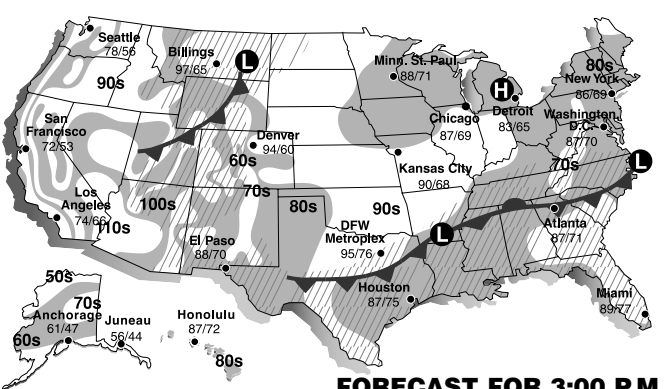 Seattle
78/56
Billings
97/65
L
Minn. St. Paul
88/71
80s
New York
86/69
90s
H
Detroit
83/65
Chicago
87/69
Washington,
D.C.
87/70
San
Francisco
72/53
Denver
94/60
60s
Kansas City
90/68
70s
L
70s
Los
Angeles
74/66
110s
100s
80s
90s
DFW
Metroplex
95/76
L
Atlanta
87/71
El Paso
88/70
Houston
87/75
Miami
89/77
50s
70s
Anchorage
61/47
60s
Juneau
56/44
Honolulu
87/72
80s
FORECAST FOR 3:00 P.M